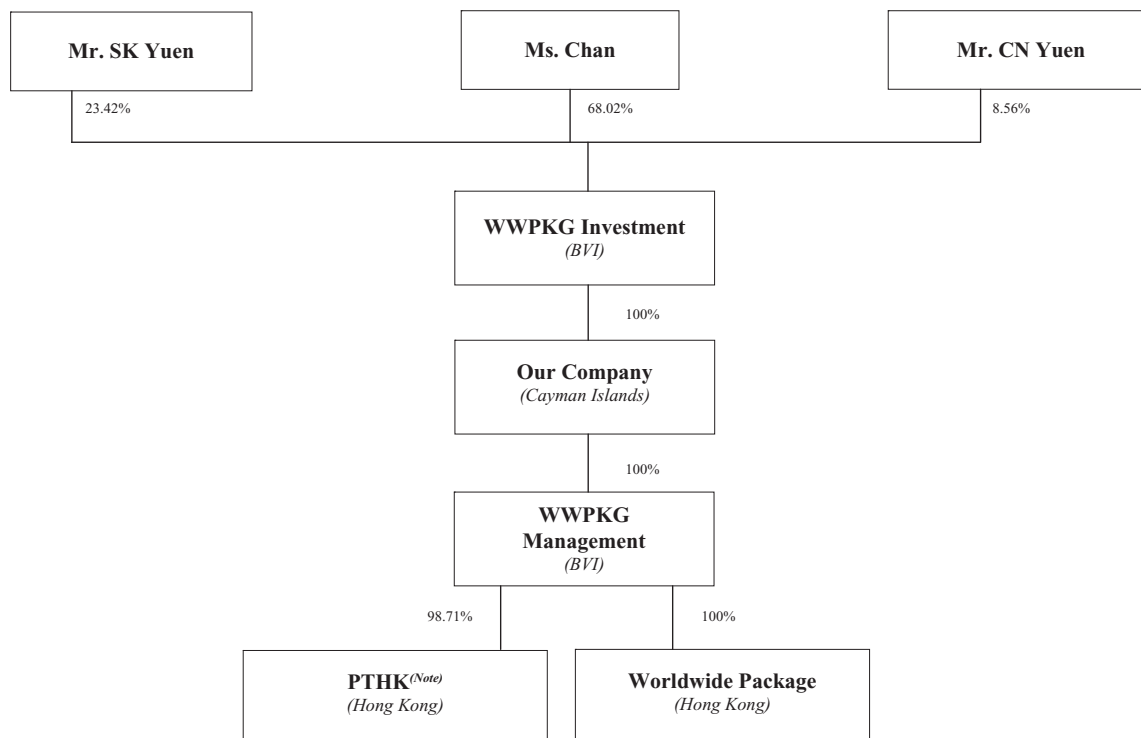 Mr. SK Yuen
Ms. Chan
Mr. CN Yuen
23.42%
68.02%
8.56%
WWPKG Investment
(BVI)
100%
Our Company
(Cayman Islands)
100%
WWPKG
Management
(BVI)
98.71%
100%
PTHK(Note)
(Hong Kong)
Worldwide Package
(Hong Kong)